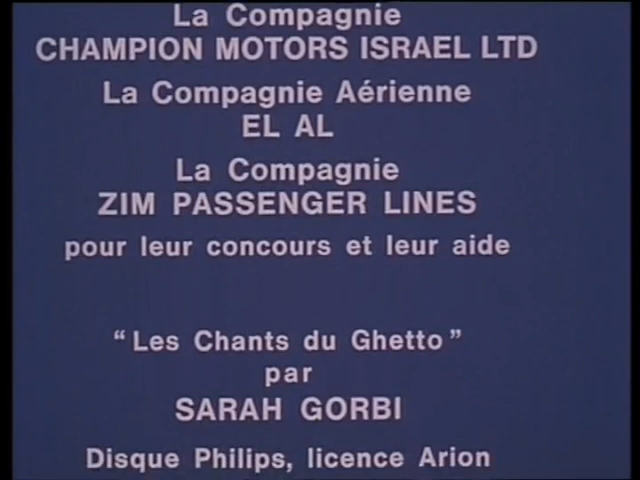 La Compagnie
CHAMPION MOTORS ISRAEL LTD
La Compagnie Aérienne
EL AL
La Compagnie
ZIM PASSENGER LINES
pour leur concours et leur aide
“Les Chants du Ghetto”
par
SARAH GORBI
Disque Philips, licence Arion